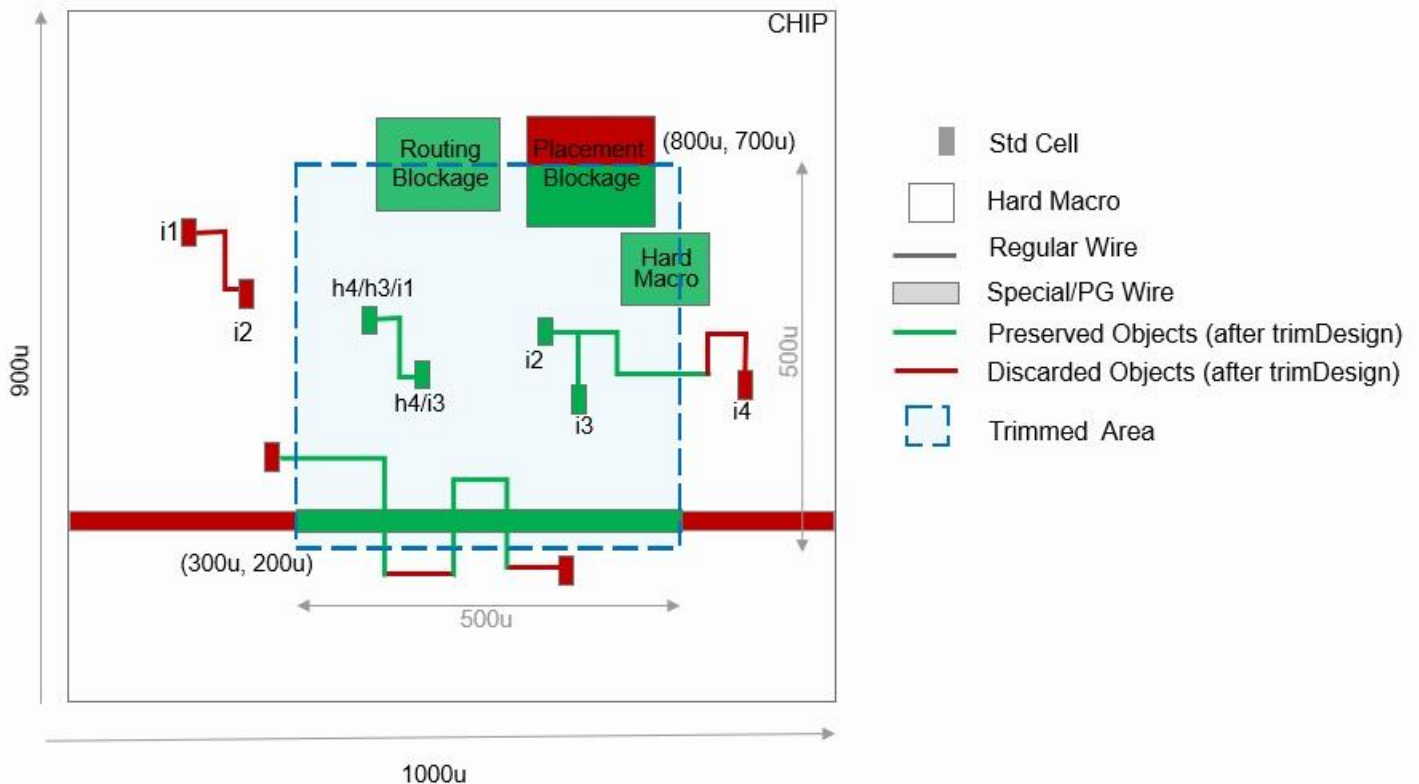 CHIP
Routing
Blockage
Placement
Blockage
(800u, 700u)
i1
i2
h4/h3/i1
h4/i3
Hard
Macro
i2
i3
i4
500u
900u
(300u, 200u)
500u
1000u
Std Cell
Hard Macro
Regular Wire
Special/PG Wire
Preserved Objects (after trimDesign)
Discarded Objects (after trimDesign)
Trimmed Area